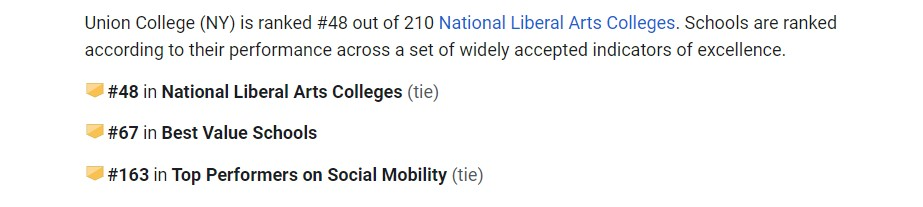 Union College (NY) is ranked #48 out of 210 National Liberal Arts Colleges. Schools are ranked
according to their performance across a set of widely accepted indicators of excellence.
#48 in National Liberal Arts Colleges (tie)
#67 in Best Value Schools
#163 in Top Performers on Social Mobility (tie)